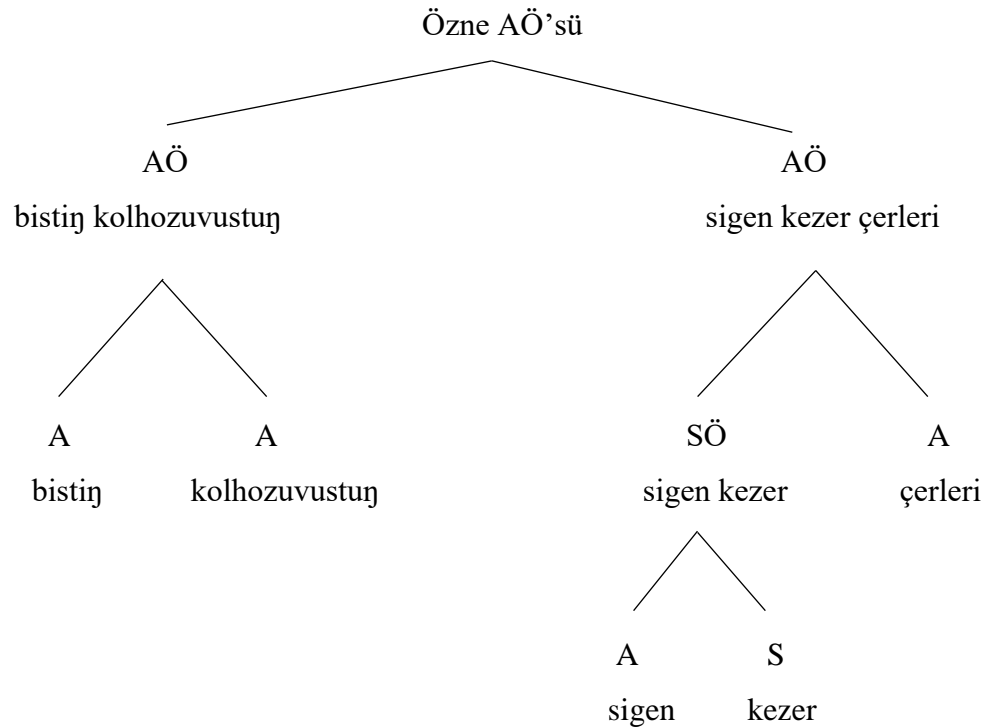 Özne AÖ’sü
AÖ AÖ
bistiŋ kolhozuvustuŋ sigen kezer çerleri
A A SÖ A
bistiŋ kolhozuvustuŋ sigen kezer çerleri
A S
sigen kezer